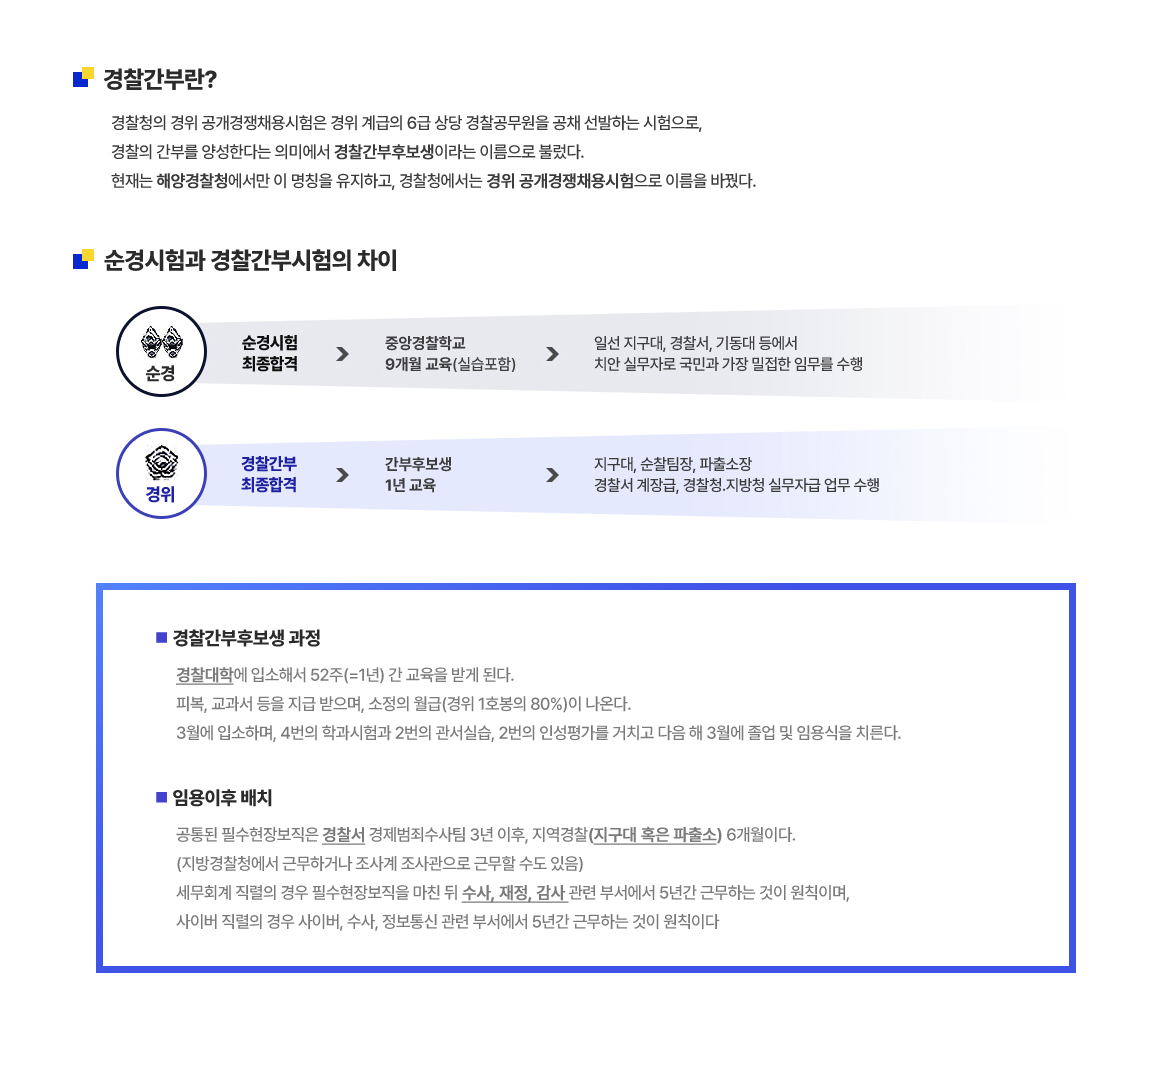 경찰간부란?
경찰청의 경위 공개경쟁채용시험은 경위 계급의 6급 상당 경찰공무원을 공채 선발하는 시험으로,
경찰의 간부를 양성한다는 의미에서 경찰간부후보생이라는 이름으로 불렀다.
현재는 해양경찰청에서만 이 명칭을 유지하고, 경찰청에서는 경위 공개경쟁채용시험으로 이름을 바꿨다.
순경시험과 경찰간부시험의 차이
순경
순경시험
최종합격
중앙경찰학교
9개월 교육(실습포함)
일선 지구대, 경찰서, 기동대 등에서
치안 실무자로 국민과 가장 밀접한 임무를 수행
경위
경찰간부
최종합격
간부후보생
1년 교육
지구대, 순찰팀장, 파출소장
경찰서 계장급, 경찰청.지방청 실무자급 업무 수행
경찰간부후보생 과정
경찰대학에 입소해서 52주(=1년) 간 교육을 받게 된다.
피복, 교과서 등을 지급 받으며, 소정의 월급(경위 1호봉의 80%)이 나온다.
3월에 입소하며, 4번의 학과시험과 2번의 관서실습, 2번의 인성평가를 거치고 다음 해 3월에 졸업 및 임용식을 치른다.
임용이후 배치
공통된 필수현장보직은 경찰서 경제범죄수사팀 3년 이후, 지역경찰(지구대 혹은 파출소) 6개월이다.
(지방경찰청에서 근무하거나 조사계 조사관으로 근무할 수도 있음)
세무회계 직렬의 경우 필수현장보직을 마친 뒤 수사, 재정, 감사 관련 부서에서 5년간 근무하는 것이 원칙이며,
사이버 직렬의 경우 사이버, 수사, 정보통신 관련 부서에서 5년간 근무하는 것이 원칙이다